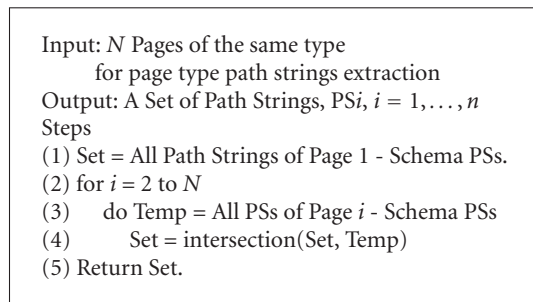 Input: N Pages of the same type
for page type path strings extraction
Output: A Set of Path Strings, PSi, i = 1,...,n
Steps
(1) Set = All Path Strings of Page 1 - Schema PSs.
(2) for i = 2 to N
(3) do Temp = All PSs of Page i - Schema PSs
(4) Set = intersection(Set, Temp)
(5) Return Set.